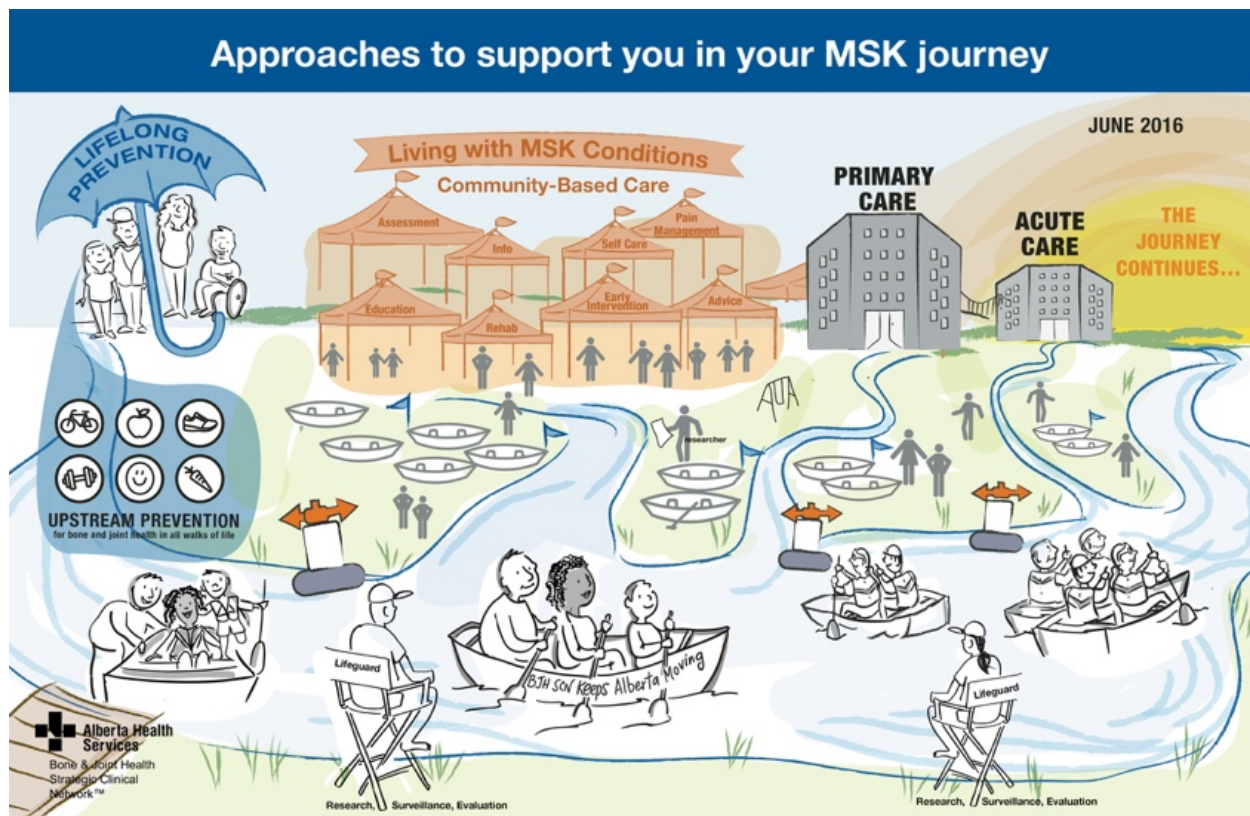 Approaches to support you in your MSK journey
JUNE 2016
LIFELONG
PREVENTION
Living with MSK Conditions
Community-Based Care
Assessment
Info
Self Care
Pain
Management
Education
Rehab
Early
Intervention
Advice
PRIMARY
CARE
ACUTE
CARE
THE
JOURNEY
CONTINUES...
researcher
UPSTREAM PREVENTION
for bone and joint health in all walks of life
Lifeguard
BJH SCN Keeps Alberta Moving
Lifeguard
Alberta Health
Services
Bone & Joint Health
Strategic Clinical
Network™
Research, Surveillance, Evaluation
Research, Surveillance, Evaluation